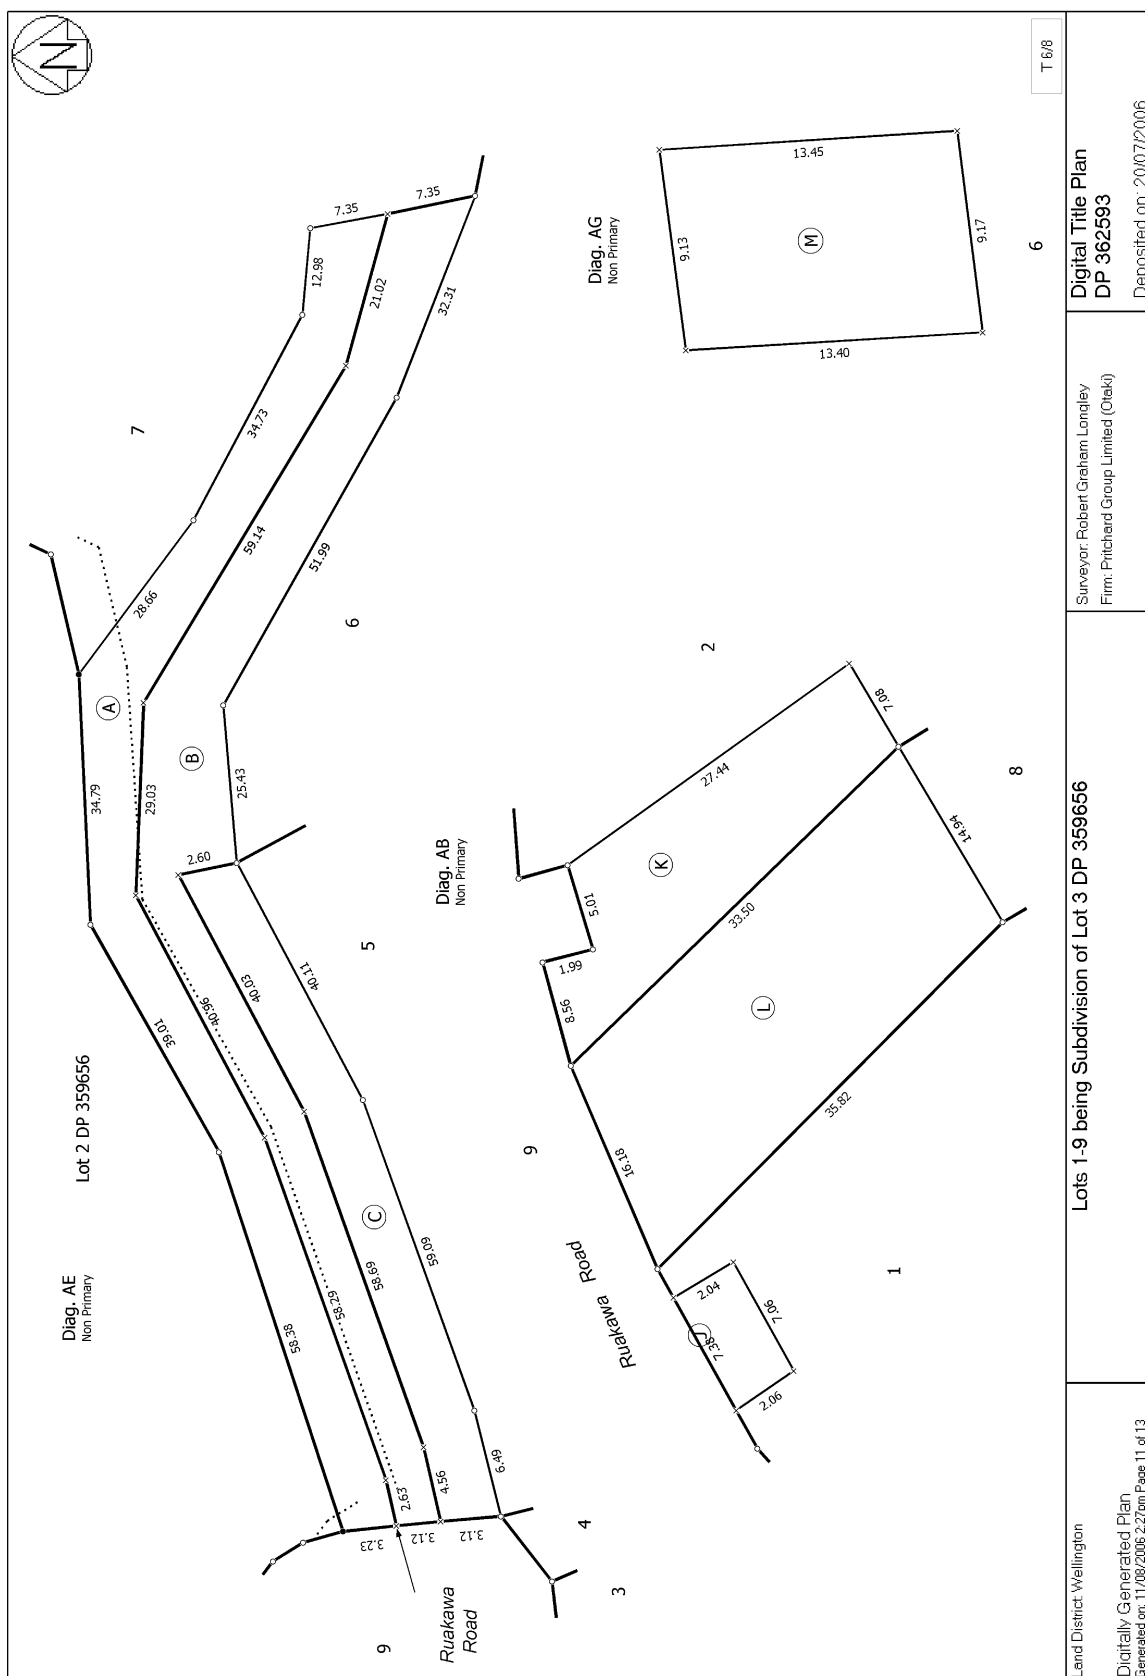 N
T 6/8
Diag. AE
Non Primary
Lot 2 DP 359656
7
7.35
7.35
12.98
21.02
32.31
34.73
59.14
51.99
28.66
6
A
B
34.79
29.03
25.43
2.60
39.01
40.96
40.03
40.11
5
C
58.38
58.29
58.69
59.09
2.63
4.56
6.49
3.23
3.12
3.12
4
3
9
Ruakawa
Road
Diag. AB
Non Primary
2
7.08
27.44
8
K
14.94
5.01
1.99
33.50
8.56
L
9
16.18
35.82
Ruakawa Road
1
2.04
J
7.38
7.06
2.06
Diag. AG
Non Primary
13.45
9.13
M
9.17
13.40
6
Land District: Wellington
Digitally Generated Plan
Generated on: 11/08/2006 2:27pm Page 11 of 13
Lots 1-9 being Subdivision of Lot 3 DP 359656
Surveyor: Robert Graham Longley
Firm: Pritchard Group Limited (Otaki)
Digital Title Plan
DP 362593
Deposited on: 20/07/2006